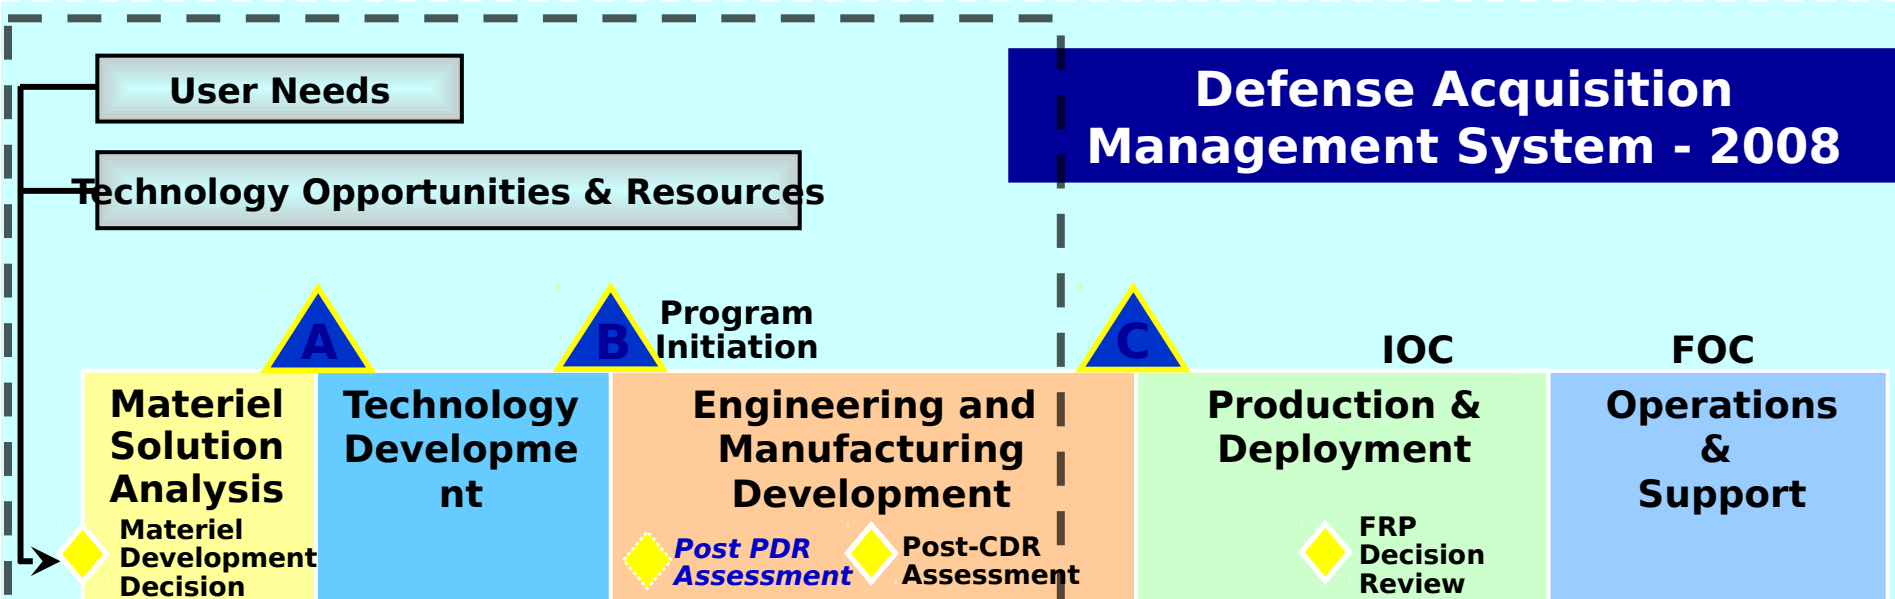 User Needs
Defense Acquisition
Management System - 2008
Technology Opportunities & Resources
A
B
Program
Initiation
C
IOC
FOC
Materiel
Solution
Analysis
Materiel
Development
Decision
Technology
Developme
nt
Engineering and
Manufacturing
Development
Post PDR
Assessment
Post-CDR
Assessment
Production &
Deployment
FRP
Decision
Review
Operations
&
Support